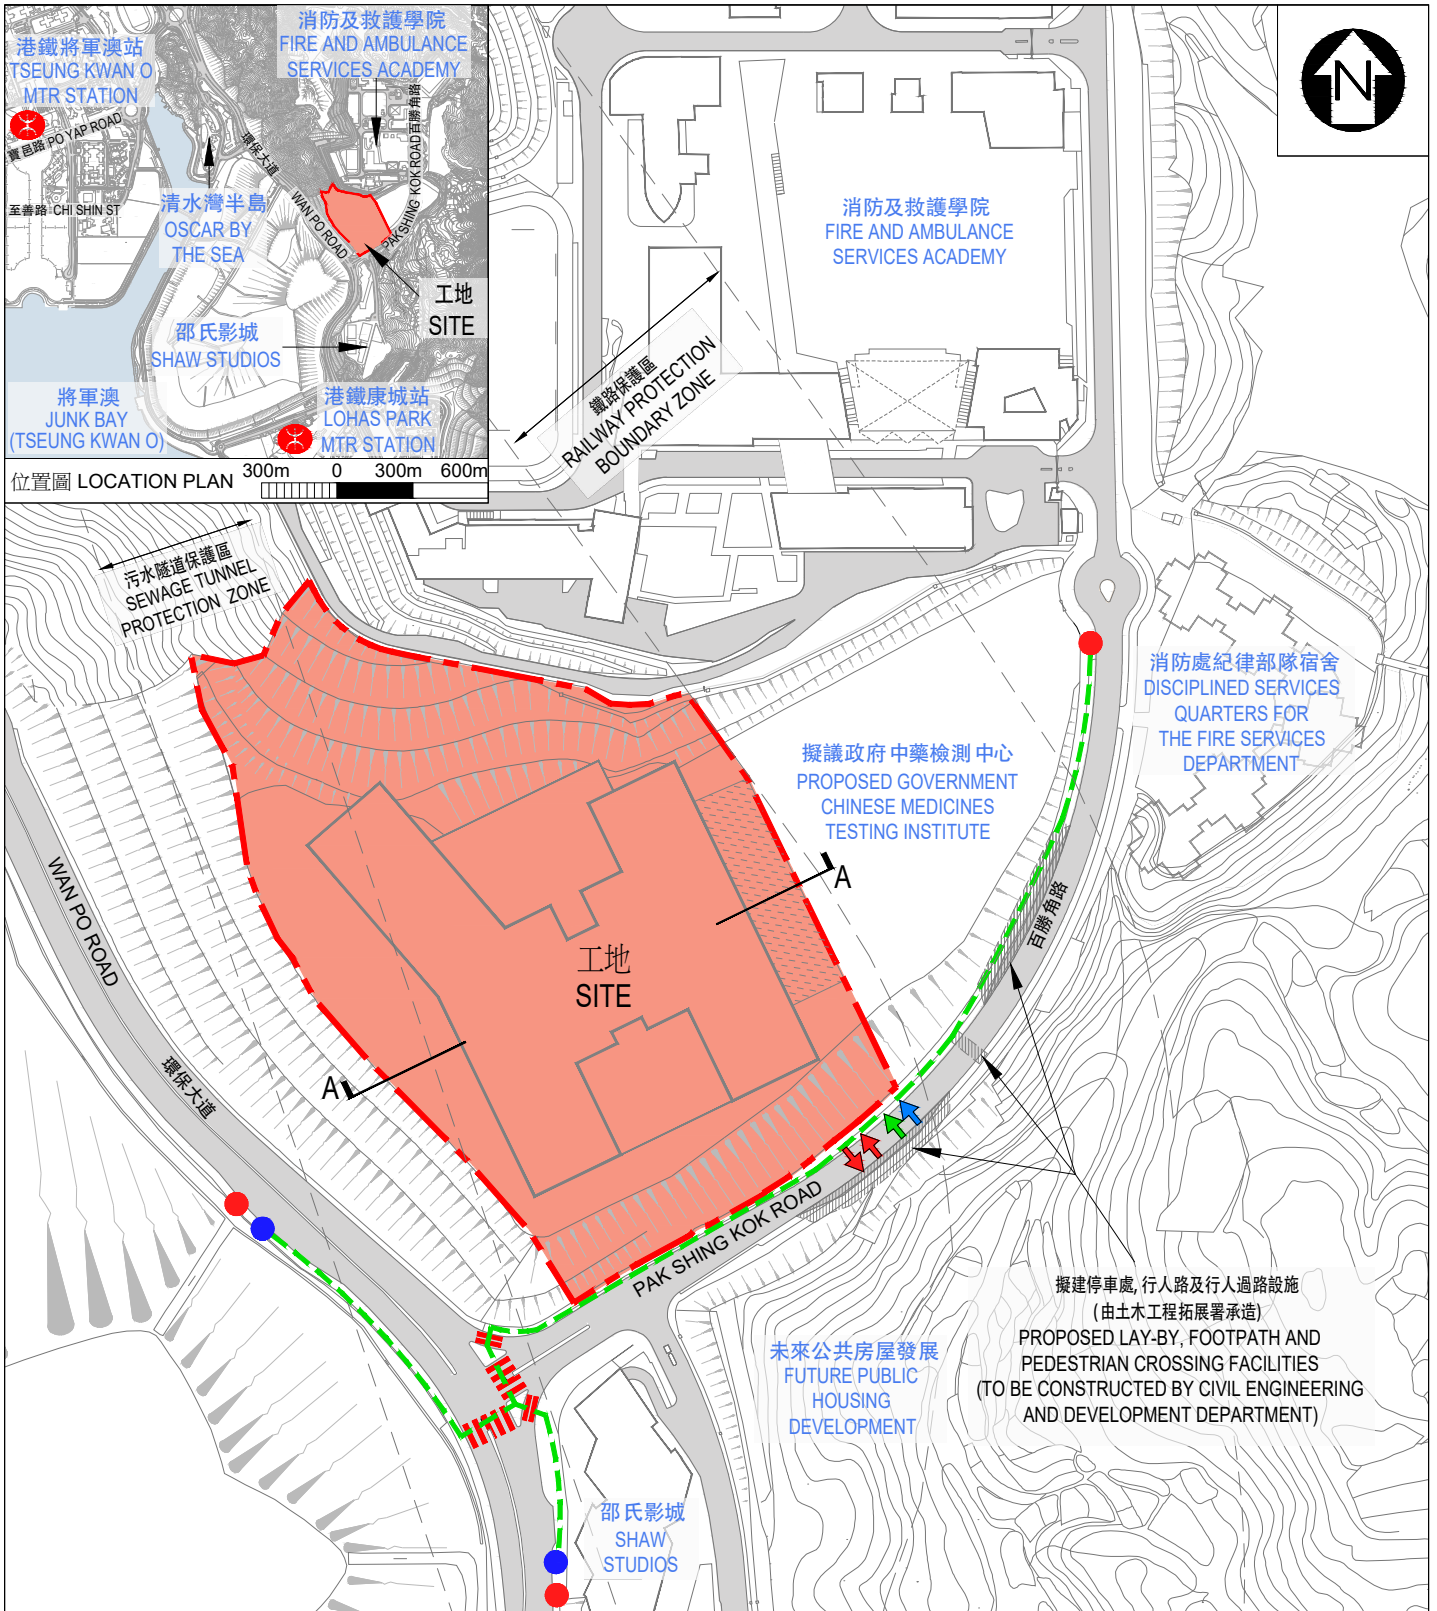 港鐵將軍澳站
TSEUNG KWAN O
MTR STATION
寶邑路 PO YAP ROAD
至善路 CHI SHIN ST
消防及救護學院
FIRE AND AMBULANCE
SERVICES ACADEMY
環保大道
WAN PO ROAD
PAK SHING KOK ROAD 百勝角路
清水灣半島
OSCAR BY
THE SEA
工地
SITE
邵氏影城
SHAW STUDIOS
將軍澳
JUNK BAY
(TSEUNG KWAN O)
港鐵康城站
LOHAS PARK
MTR STATION
位置圖 LOCATION PLAN
300m 0 300m 600m
N
消防及救護學院
FIRE AND AMBULANCE
SERVICES ACADEMY
鐵路保護區
RAILWAY PROTECTION
BOUNDARY ZONE
污水隧道保護區
SEWAGE TUNNEL
PROTECTION ZONE
消防處紀律部隊宿舍
DISCIPLINED SERVICES
QUARTERS FOR
THE FIRE SERVICES
DEPARTMENT
擬議政府中藥檢測中心
PROPOSED GOVERNMENT
CHINESE MEDICINES
TESTING INSTITUTE
A
百勝角路
WAN PO ROAD
環保大道
工地
SITE
A
PAK SHING KOK ROAD
擬建停車處, 行人路及行人過路設施
(由土木工程拓展署承造)
PROPOSED LAY-BY, FOOTPATH AND
PEDESTRIAN CROSSING FACILITIES
(TO BE CONSTRUCTED BY CIVIL ENGINEERING
AND DEVELOPMENT DEPARTMENT)
未來公共房屋發展
FUTURE PUBLIC
HOUSING
DEVELOPMENT
邵氏影城
SHAW
STUDIOS